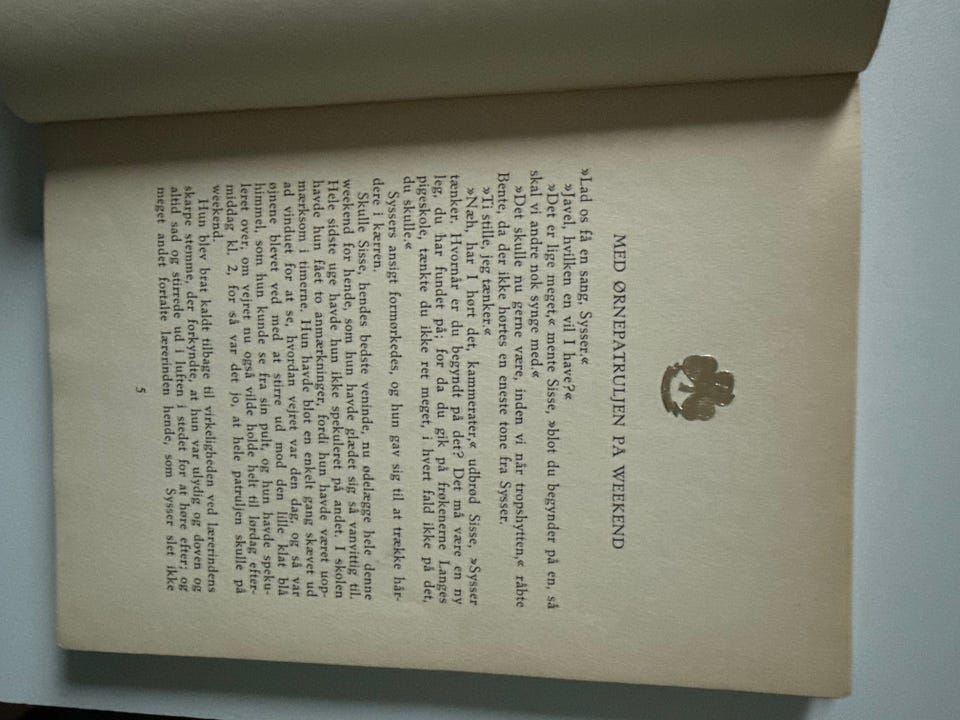 MED ØRNEPATRULJEN PÅ WEEKEND
»Lad os få en sang, Sysser.«
»Javel, hvilken en vil I have?«
»Det er lige meget,« mente Sisse, »blot du begynder på en, så
skal vi andre nok synge med.«
»Det skulle nu gerne være, inden vi når tropshytten,« råbte
Bente, da der ikke hørtes en eneste tone fra Sysser.
»Ti stille, jeg tænker.«
»Næh, har I hørt det, kammerater,« udbrød Sisse, »Sysser
tænker. Hvornår er du begyndt på det? Det må være en ny
leg, du har fundet på; for da du gik på frøkenerne Langes
pigeskole, tænkte du ikke ret meget, i hvert fald ikke på det,
du skulle.«
Syssers ansigt formørkedes, og hun gav sig til at trække hår-
dere i kærren.
Skulle Sisse, hendes bedste veninde, nu ødelægge hele denne
weekend for hende, som hun havde glædet sig så vanvittig til.
Hele sidste uge havde hun ikke spekuleret på andet. I skolen
havde hun fået to anmærkninger, fordi hun havde været uop-
mærksom i timerne. Hun havde blot en enkelt gang skævet ud
ad vinduet for at se, hvordan vejret var den dag, og så var
øjnene blevet ved med at stirre ud mod den lille klat blå
himmel, som hun kunde se fra sin pult, og hun havde speku-
leret over, om vejret nu også vilde holde helt til lørdag efter-
middag kl. 2, for så var det jo, at hele patruljen skulle på
weekend.
Hun blev brat kaldt tilbage til virkeligheden ved lærerindens
skarpe stemme, der forkyndte, at hun var ulydig og doven og
altid sad og stirrede ud i luften i stedet for at høre efter; og
meget andet fortalte lærerinden hende, som Sysser slet ikke
5